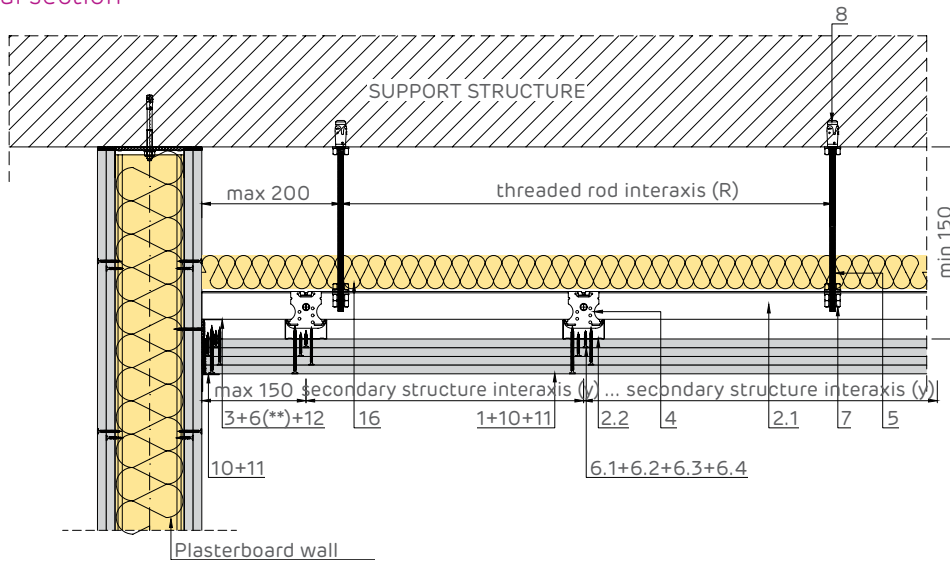 section
8
SUPPORT STRUCTURE
max 200
threaded rod interaxis (R)
min 150
max 150
secondary structure interaxis (y) ... secondary structure interaxis (y)
3+6(**)+12
16
1+10+11
2.2
4
2.1
7
5
10+11
6.1+6.2+6.3+6.4
Plasterboard wall